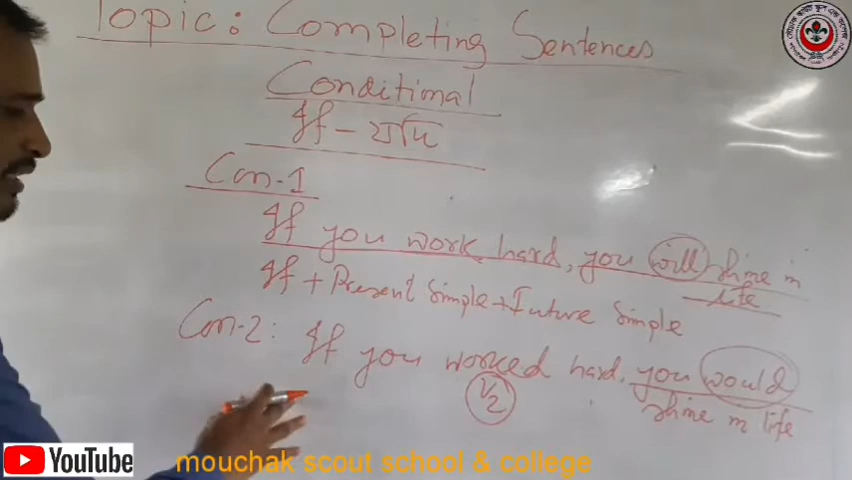 Topic: Completing Sentences
Conditional
If - যদি
Con-1
If you work hard, you will shine in
life
If + Present Simple + Future Simple
Con-2: If you worked hard, you would
V2
shine in life
YouTube
mouchak scout school & college